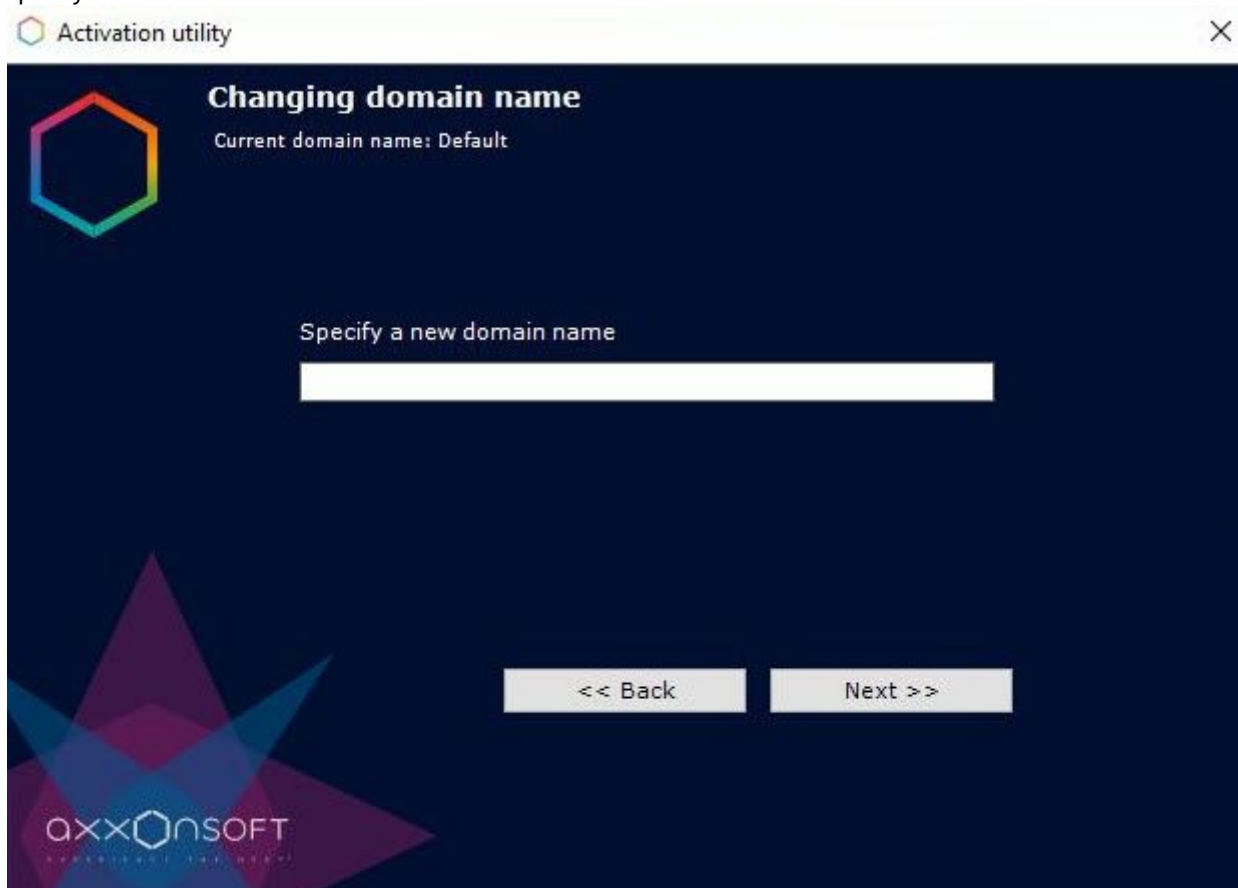 Activation utility
Changing domain name
Current domain name: Default
Specify a new domain name
<< Back
Next >>
axxonsoft